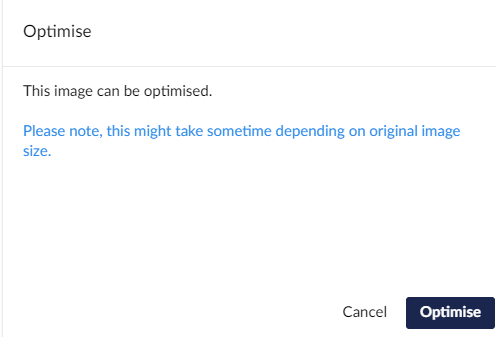 Optimise
This image can be optimised.
Please note, this might take sometime depending on original image
size.
Cancel
Optimise